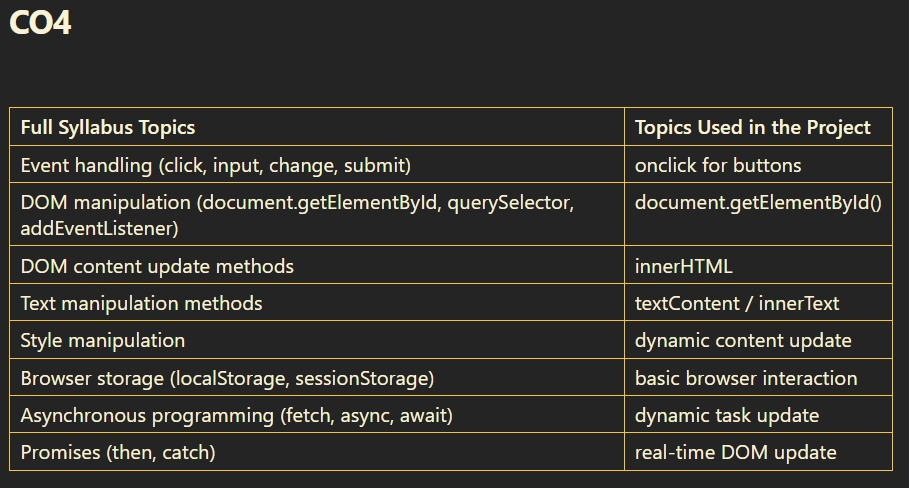 CO4
Full Syllabus Topics Topics Used in the Project
Event handling (click, input, change, submit) onclick for buttons
DOM manipulation (document.getElementById, querySelector, document.getElementById()
addEventListener)
DOM content update methods innerHTML
Text manipulation methods textContent / innerText
Style manipulation dynamic content update
Browser storage (localStorage, sessionStorage) basic browser interaction
Asynchronous programming (fetch, async, await) dynamic task update
Promises (then, catch) real-time DOM update